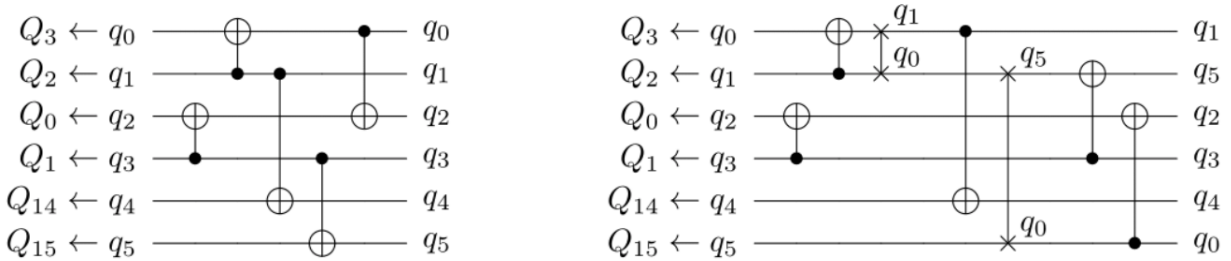 Q₃ ← q₀ q₀
Q₂ ← q₁ q₁
Q₀ ← q₂ q₂
Q₁ ← q₃ q₃
Q₁₄ ← q₄ q₄
Q₁₅ ← q₅ q₅
q₁
Q₃ ← q₀ q₁
q₀ q₅
Q₂ ← q₁ q₅
Q₀ ← q₂ q₂
Q₁ ← q₃ q₃
Q₁₄ ← q₄ q₄
q₀
Q₁₅ ← q₅ q₀